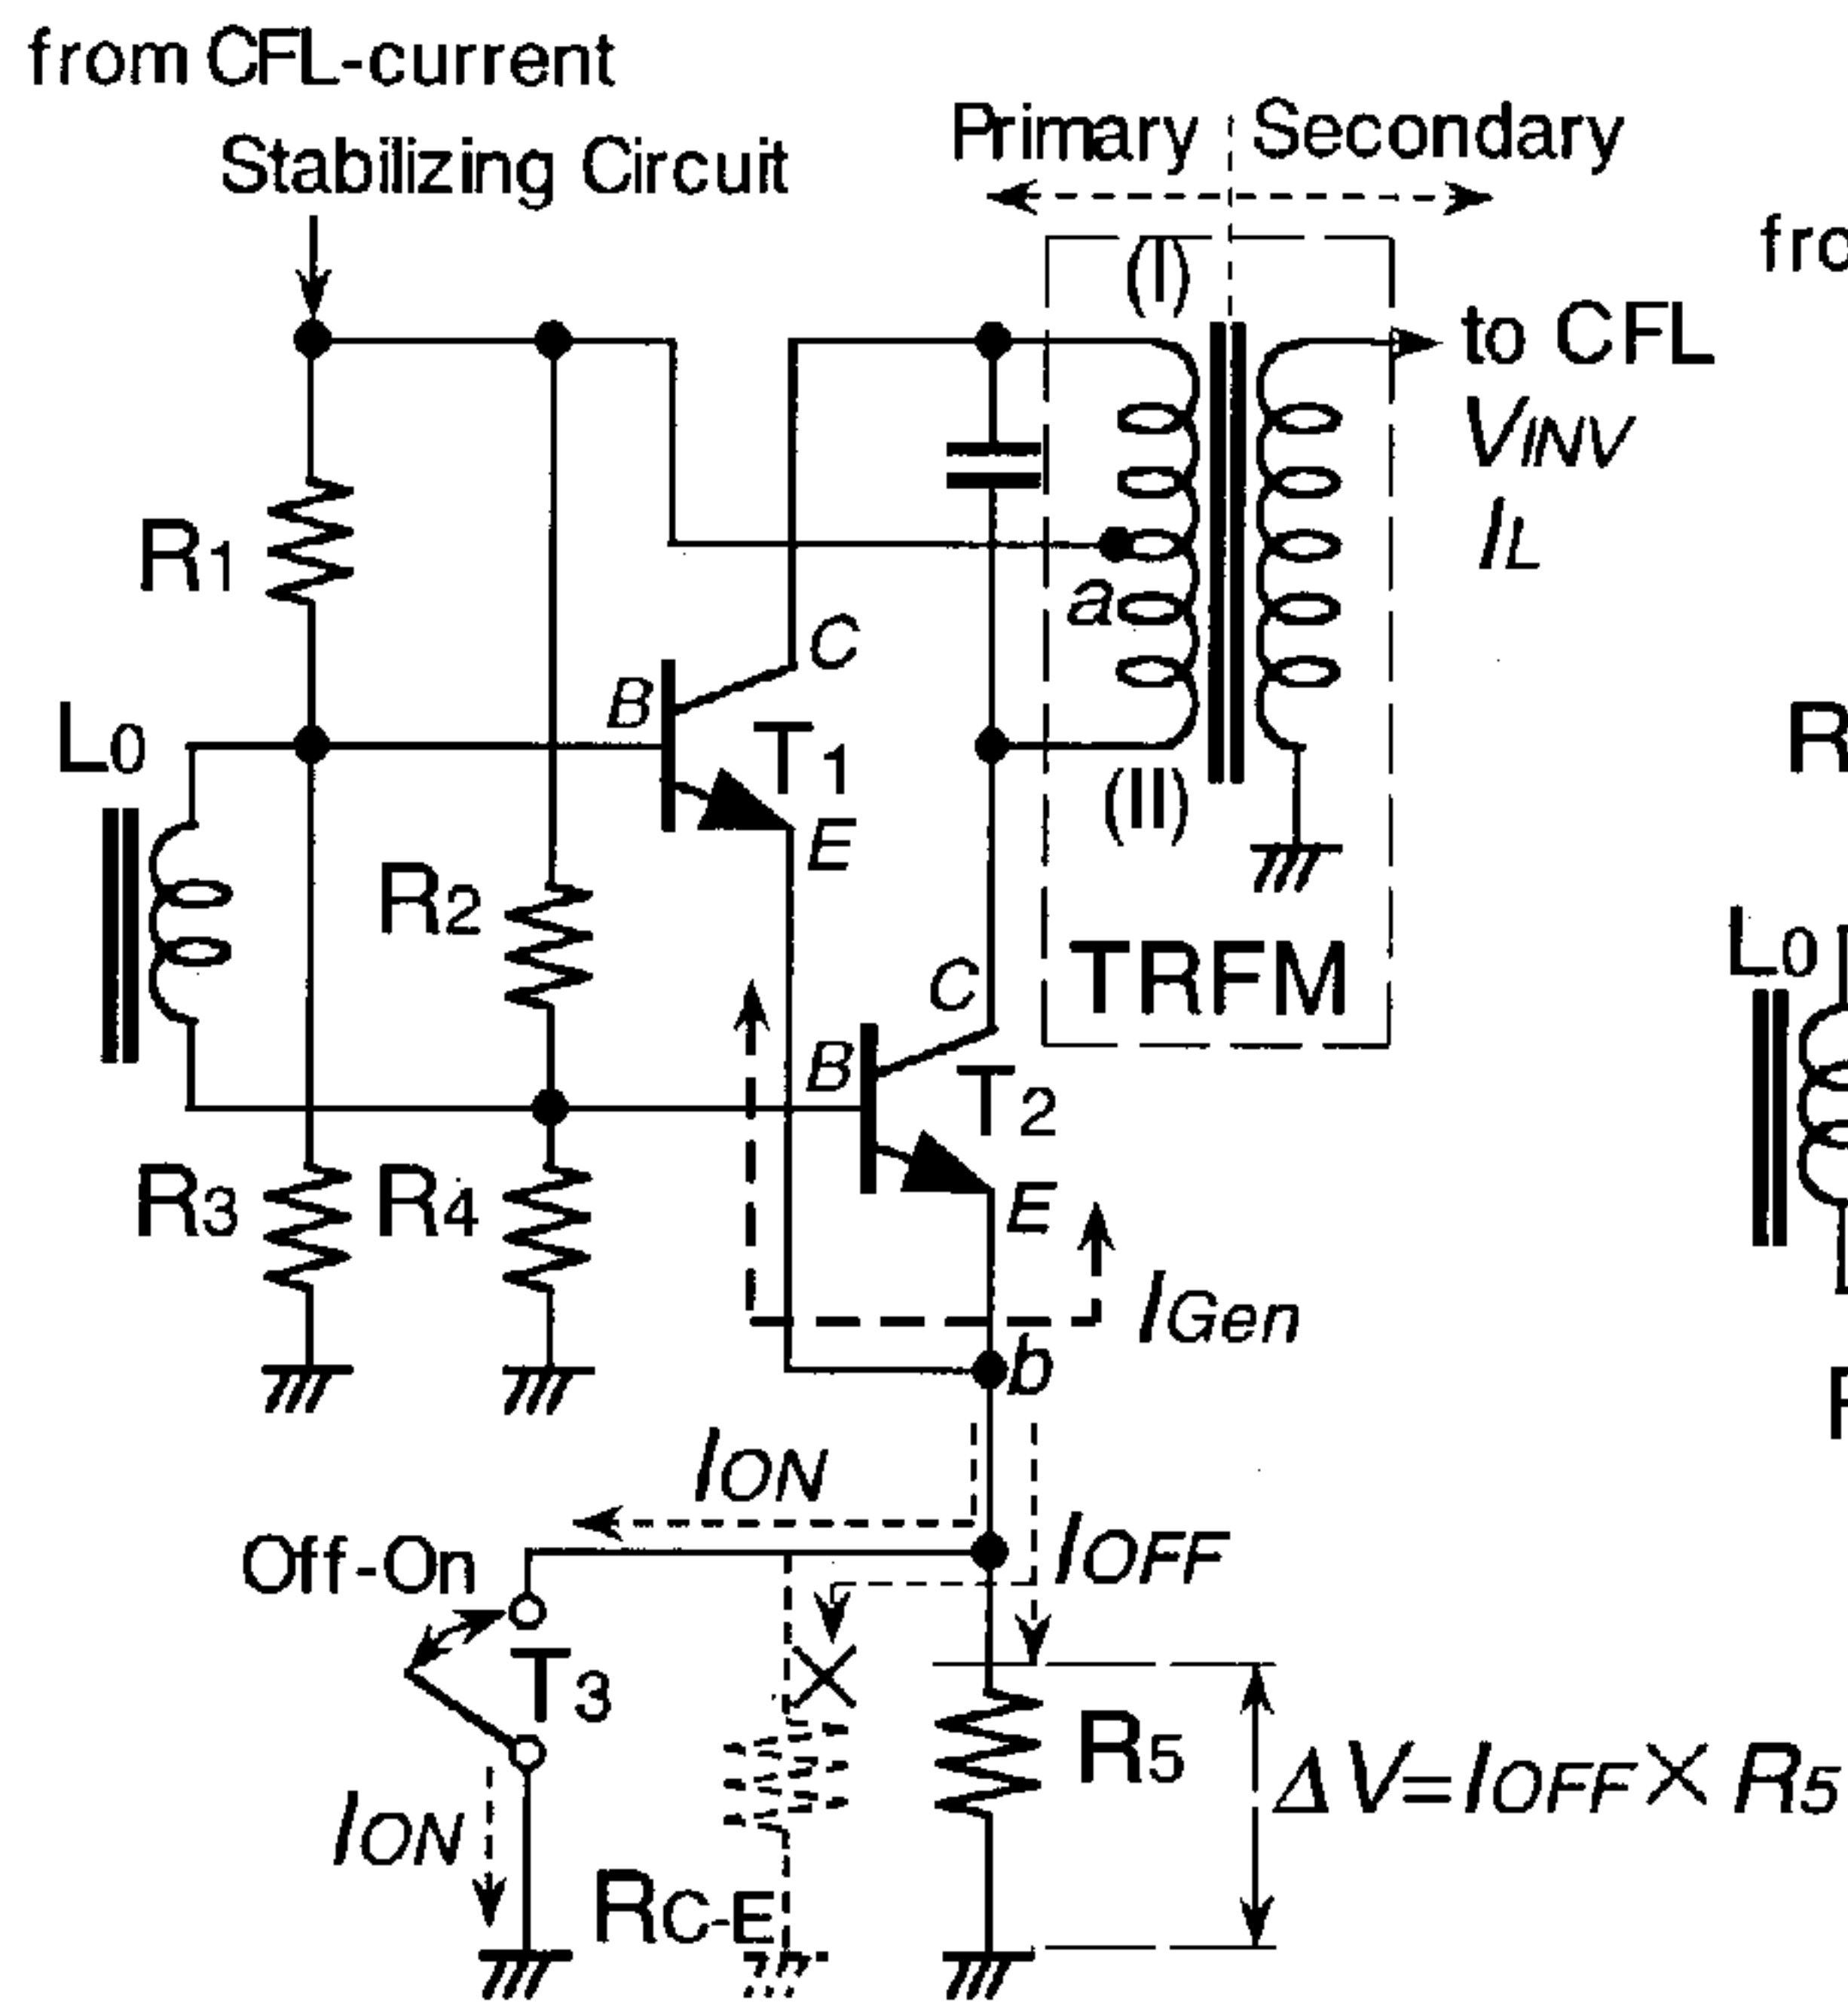 from CFL-current
Stabilizing Circuit
Primary Secondary
(I)
fro
to CFL
VINV
IL
R1
a
C
B
T1
L0
E
(II)
R
R2
TRFM
C
L0
B
T2
R3
R4
E
IGen
b
ION
Off-On
IOFF
T3
R5
ΔV=IOFF×R5
ION
RC-E